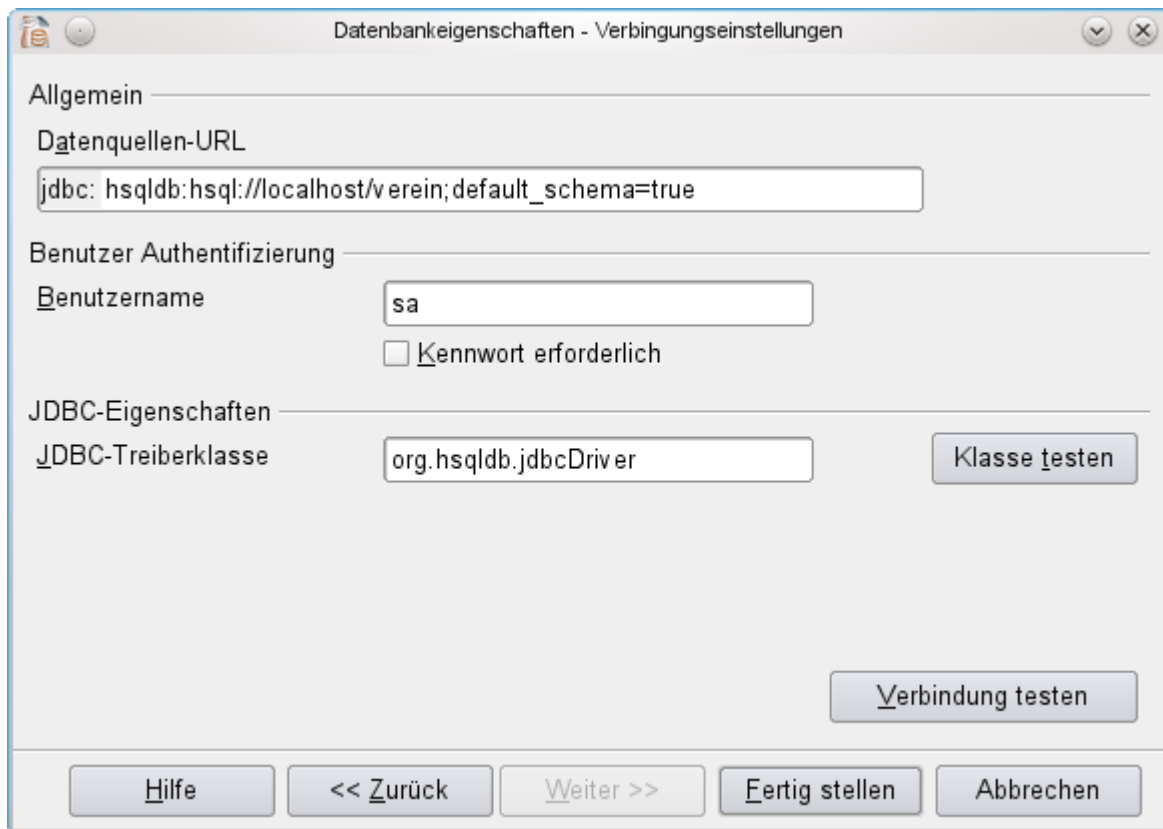 Datenbankeigenschaften - Verbingungseinstellungen
Allgemein
Datenquellen-URL
jdbc: hsqldb:hsql://localhost/verein;default_schema=true
Benutzer Authentifizierung
Benutzername
sa
Kennwort erforderlich
JDBC-Eigenschaften
JDBC-Treiberklasse
org.hsqldb.jdbcDriver
Klasse testen
Verbindung testen
Hilfe
<< Zurück
Weiter >>
Fertig stellen
Abbrechen